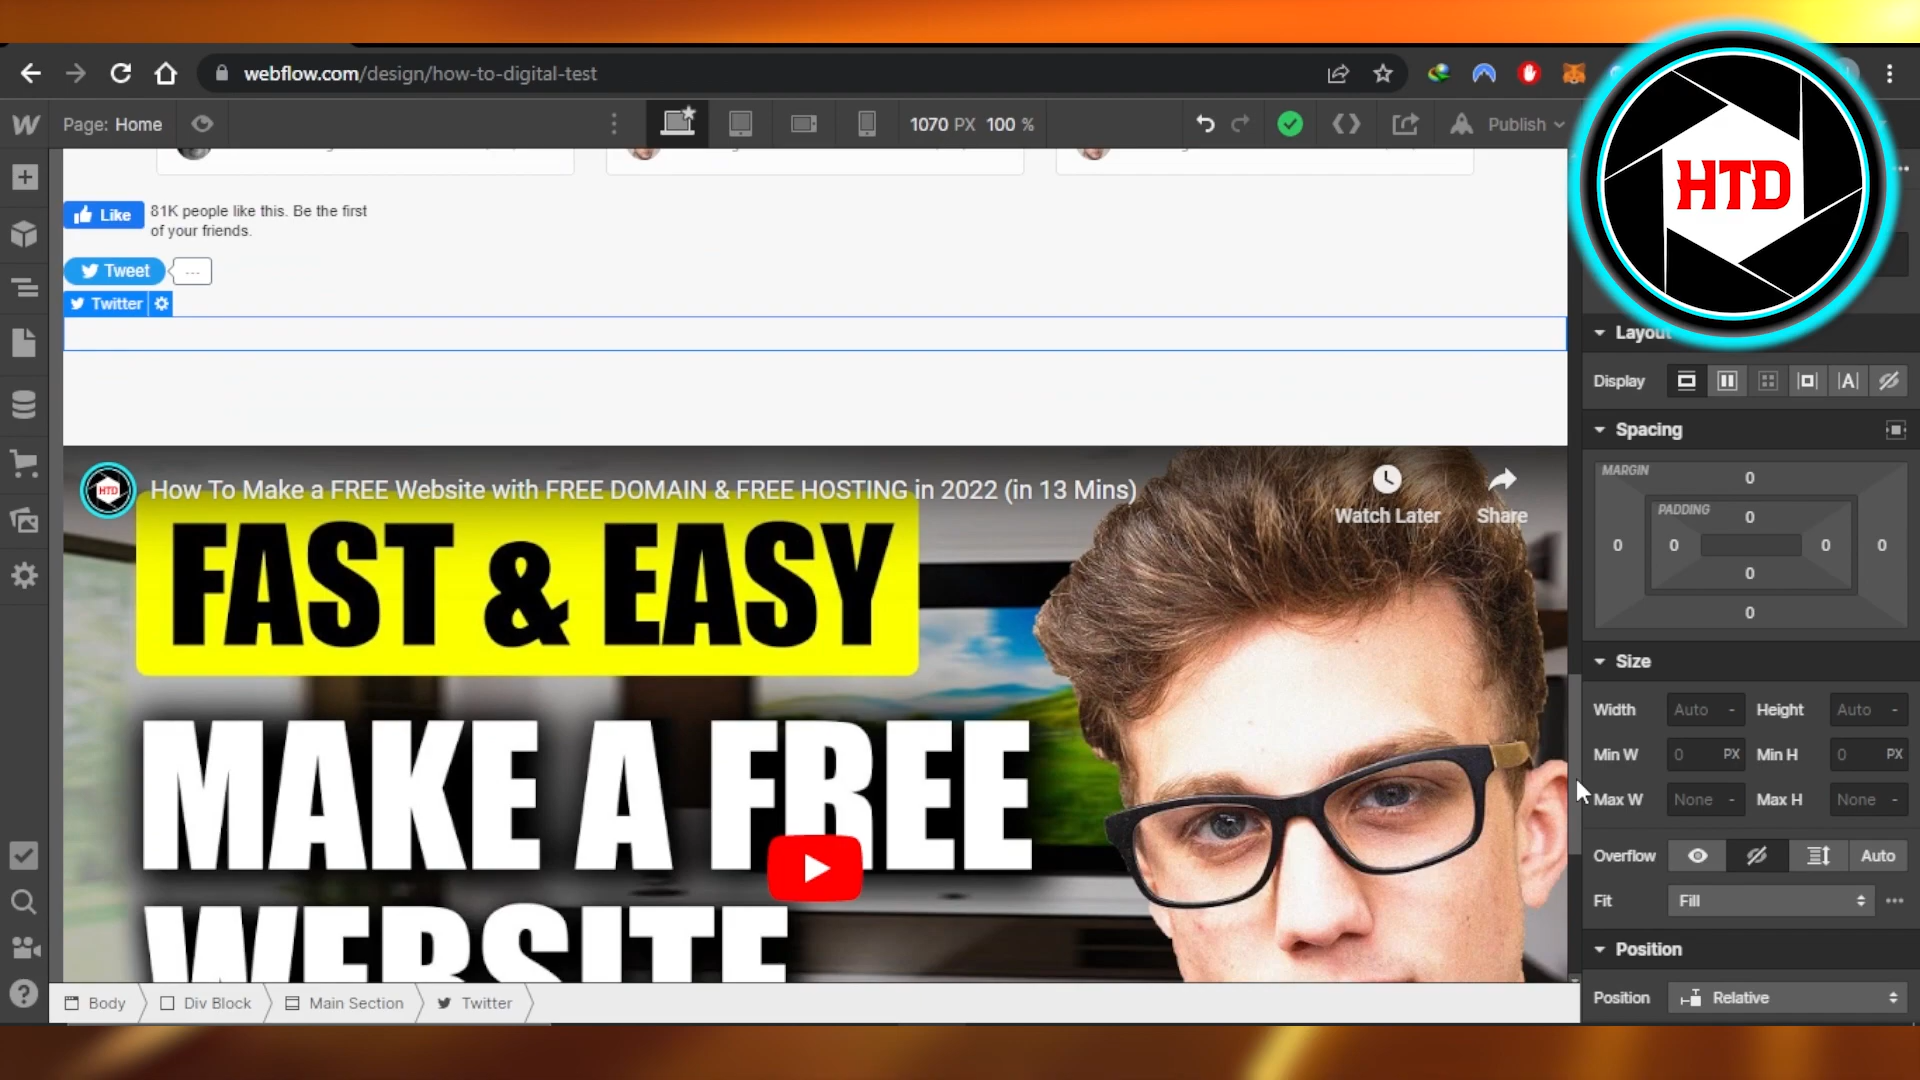 webflow.com/design/how-to-digital-test
Page: Home
1070 PX 100 %
Publish
HTD
Like
81K people like this. Be the first
of your friends.
Tweet
...
Twitter
Layout
Display
Spacing
MARGIN
0
PADDING
0
0 0 0 0
0
0
Size
Width Auto - Height Auto -
Min W 0 PX Min H 0 PX
Max W None - Max H None -
Overflow Auto
Fit Fill
Position
Position Relative
HTD
How To Make a FREE Website with FREE DOMAIN & FREE HOSTING in 2022 (in 13 Mins)
Watch Later
Share
FAST & EASY
MAKE A FREE
WEBSITE
Body Div Block Main Section Twitter